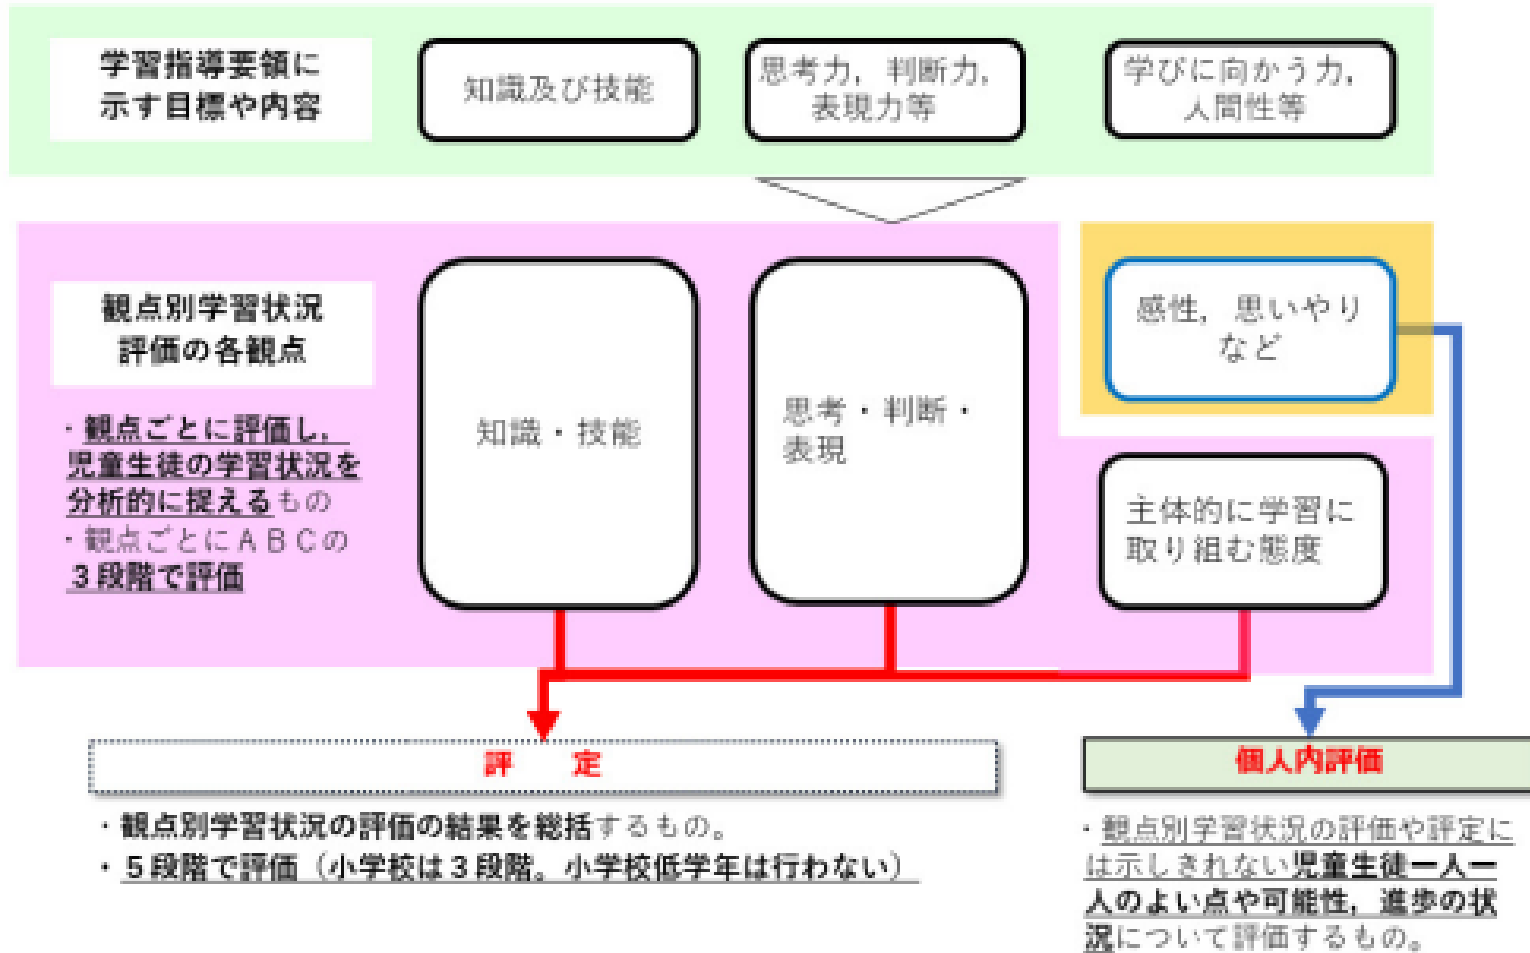 学習指導要領に
示す目標や内容
知識及び技能
思考力，判断力，
表現力等
学びに向かう力，
人間性等
観点別学習状況
評価の各観点
・観点ごとに評価し，
児童生徒の学習状況を
分析的に捉えるもの
・観点ごとにＡＢＣの
３段階で評価
知識・技能
思考・判断・
表現
感性，思いやり
など
主体的に学習に
取り組む態度
評　定
・観点別学習状況の評価の結果を総括するもの。
・５段階で評価（小学校は３段階。小学校低学年は行わない）
個人内評価
・観点別学習状況の評価や評定に
は示しきれない児童生徒一人一
人のよい点や可能性，進歩の状
況について評価するもの。